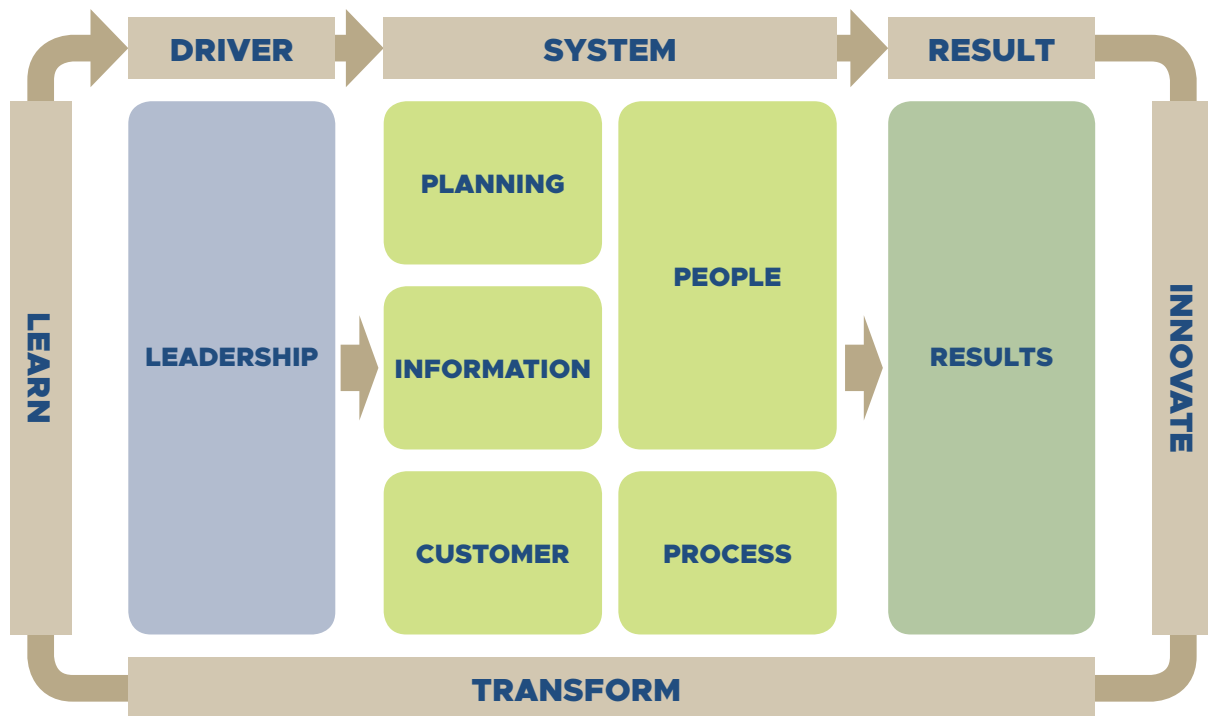 DRIVER
SYSTEM
RESULT
LEARN
LEADERSHIP
PLANNING
INFORMATION
CUSTOMER
PEOPLE
PROCESS
RESULTS
INNOVATE
TRANSFORM